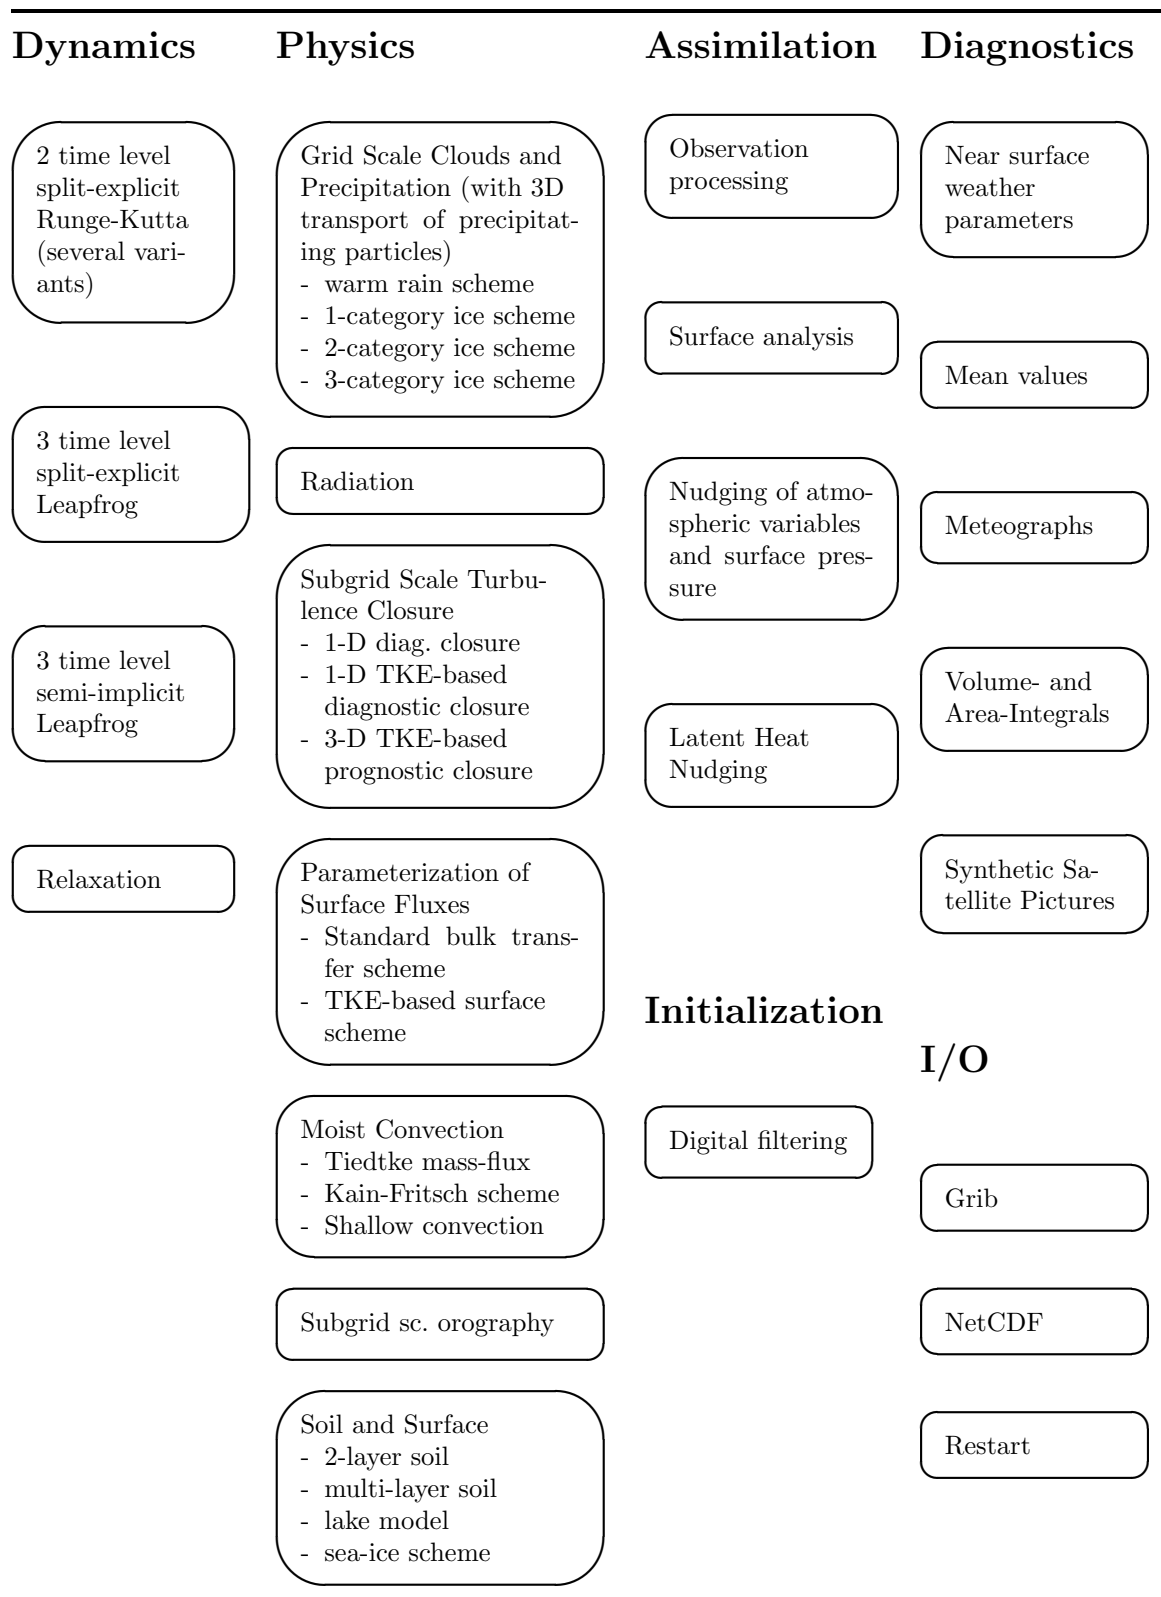 Dynamics
2 time level
split-explicit
Runge-Kutta
(several vari-
ants)
3 time level
split-explicit
Leapfrog
3 time level
semi-implicit
Leapfrog
Relaxation
Physics
Grid Scale Clouds and
Precipitation (with 3D
transport of precipitat-
ing particles)
- warm rain scheme
- 1-category ice scheme
- 2-category ice scheme
- 3-category ice scheme
Radiation
Subgrid Scale Turbu-
lence Closure
- 1-D diag. closure
- 1-D TKE-based
diagnostic closure
- 3-D TKE-based
prognostic closure
Parameterization of
Surface Fluxes
- Standard bulk trans-
fer scheme
- TKE-based surface
scheme
Moist Convection
- Tiedtke mass-flux
- Kain-Fritsch scheme
- Shallow convection
Subgrid sc. orography
Soil and Surface
- 2-layer soil
- multi-layer soil
- lake model
- sea-ice scheme
Assimilation
Observation
processing
Surface analysis
Nudging of atmo-
spheric variables
and surface pres-
sure
Latent Heat
Nudging
Initialization
Digital filtering
Diagnostics
Near surface
weather
parameters
Mean values
Meteographs
Volume- and
Area-Integrals
Synthetic Sa-
tellite Pictures
I/O
Grib
NetCDF
Restart